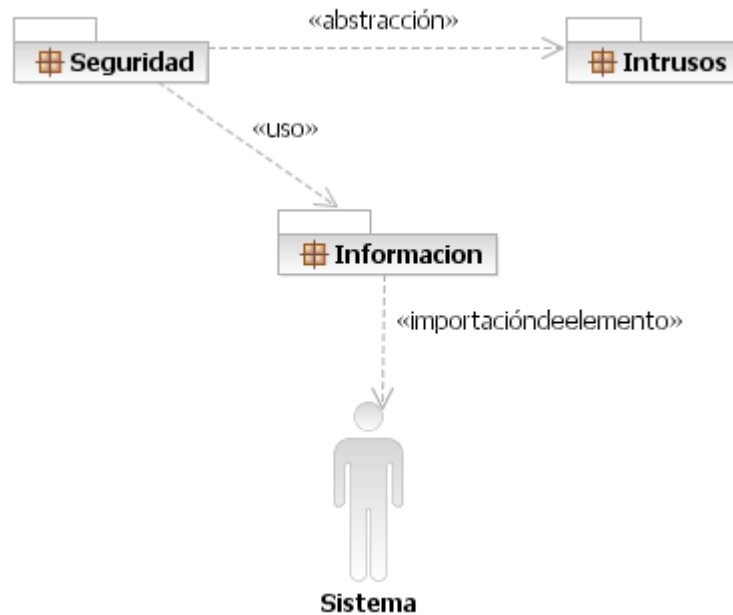 «abstracción»
Seguridad
Intrusos
«uso»
Informacion
«importacióndeelemento»
Sistema